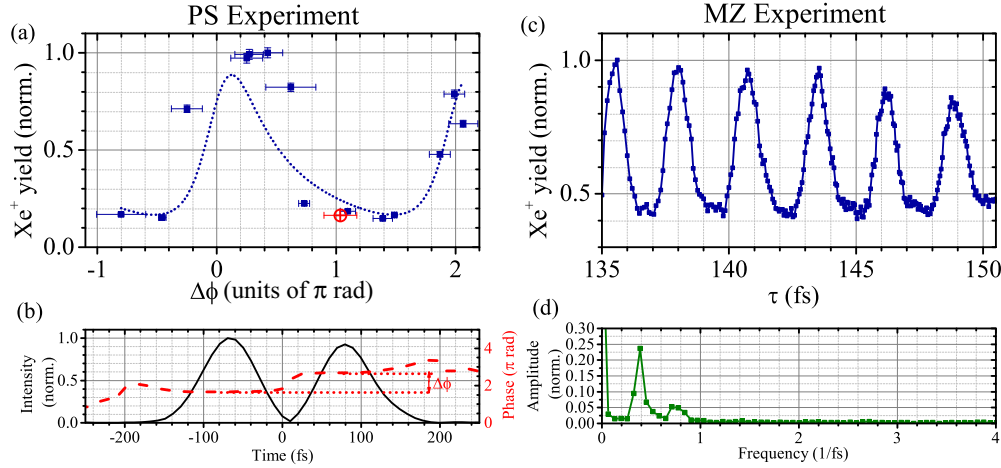 PS Experiment
MZ Experiment
(a)
1.0
0.5
0.0
Xe⁺ yield (norm.)
-1
0
1
2
Δϕ (units of π rad)
(c)
1.0
0.5
Xe⁺ yield (norm.)
135
140
145
150
τ (fs)
(b)
1.0
0.5
0.0
Intensity
(norm.)
-200
-100
0
100
200
Time (fs)
4
2
0
Phase (π rad)
Δϕ
(d)
0.30
0.25
0.20
0.15
0.10
0.05
0.00
Amplitude
(norm.)
0
1
2
3
4
Frequency (1/fs)